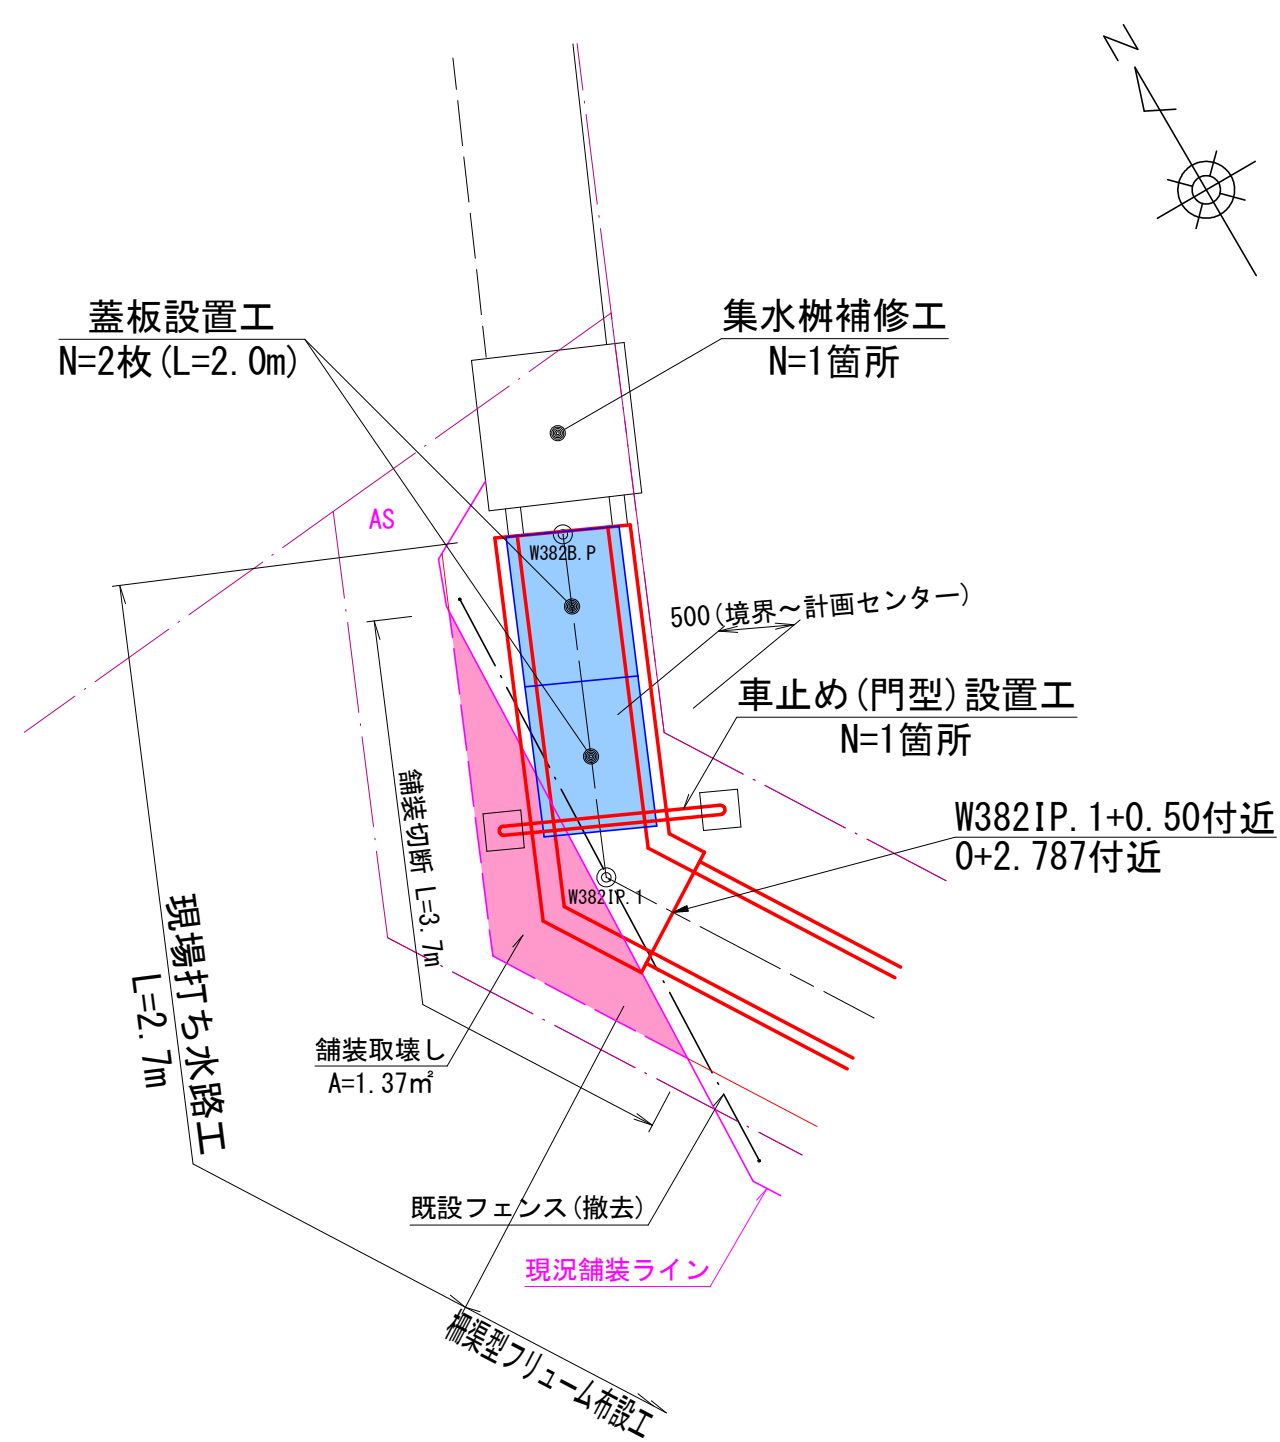 N
蓋板設置工
N=2枚(L=2.0m)
集水桝補修工
N=1箇所
AS
W382B.P
500(境界～計画センター)
車止め(門型)設置工
N=1箇所
W382IP.1+0.50付近
0+2.787付近
舗装切断 L=3.7m
W382IP.1
現場打ち水路工
L=2.7m
舗装取壊し
A=1.37㎡
既設フェンス(撤去)
現況舗装ライン
柵渠型フリューム布設工